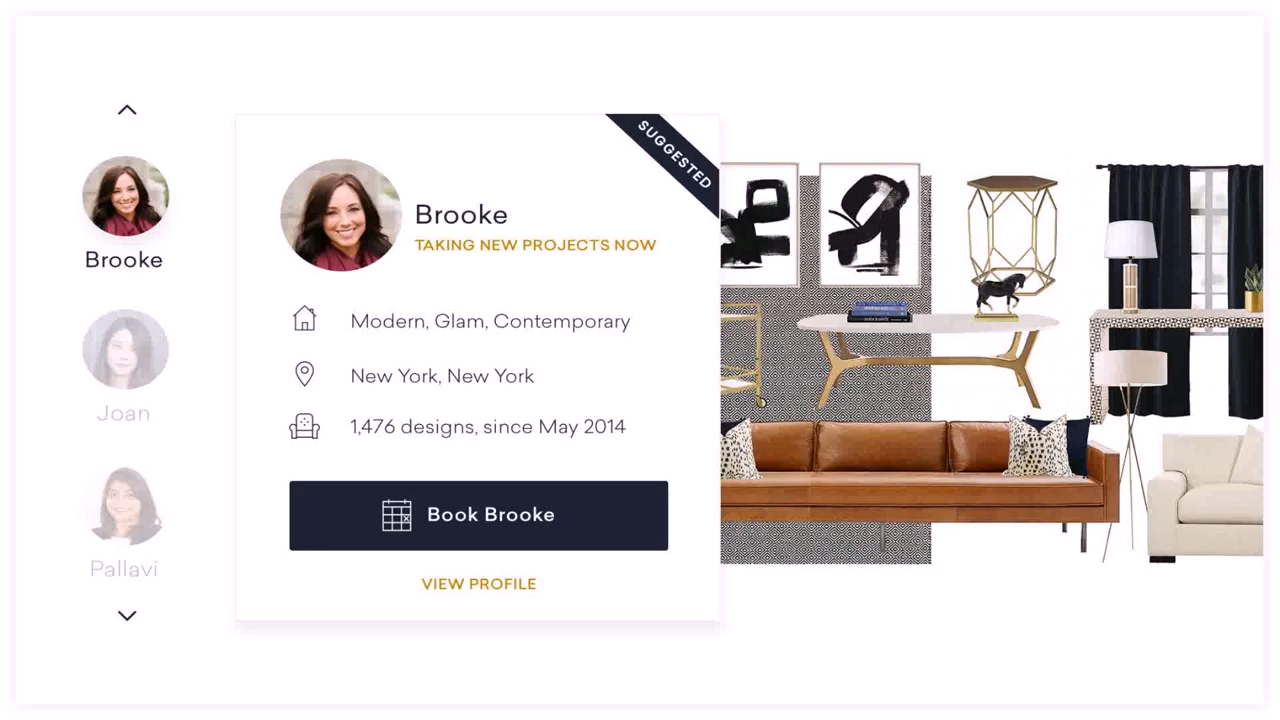 Brooke
Joan
Pallavi
SUGGESTED
Brooke
TAKING NEW PROJECTS NOW
Modern, Glam, Contemporary
New York, New York
1,476 designs, since May 2014
Book Brooke
VIEW PROFILE